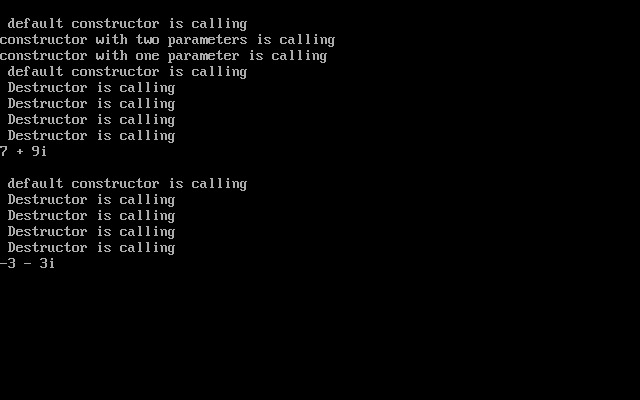 default constructor is calling
constructor with two parameters is calling
constructor with one parameter is calling
default constructor is calling
Destructor is calling
Destructor is calling
Destructor is calling
Destructor is calling
7 + 9i
default constructor is calling
Destructor is calling
Destructor is calling
Destructor is calling
Destructor is calling
-3 - 3i